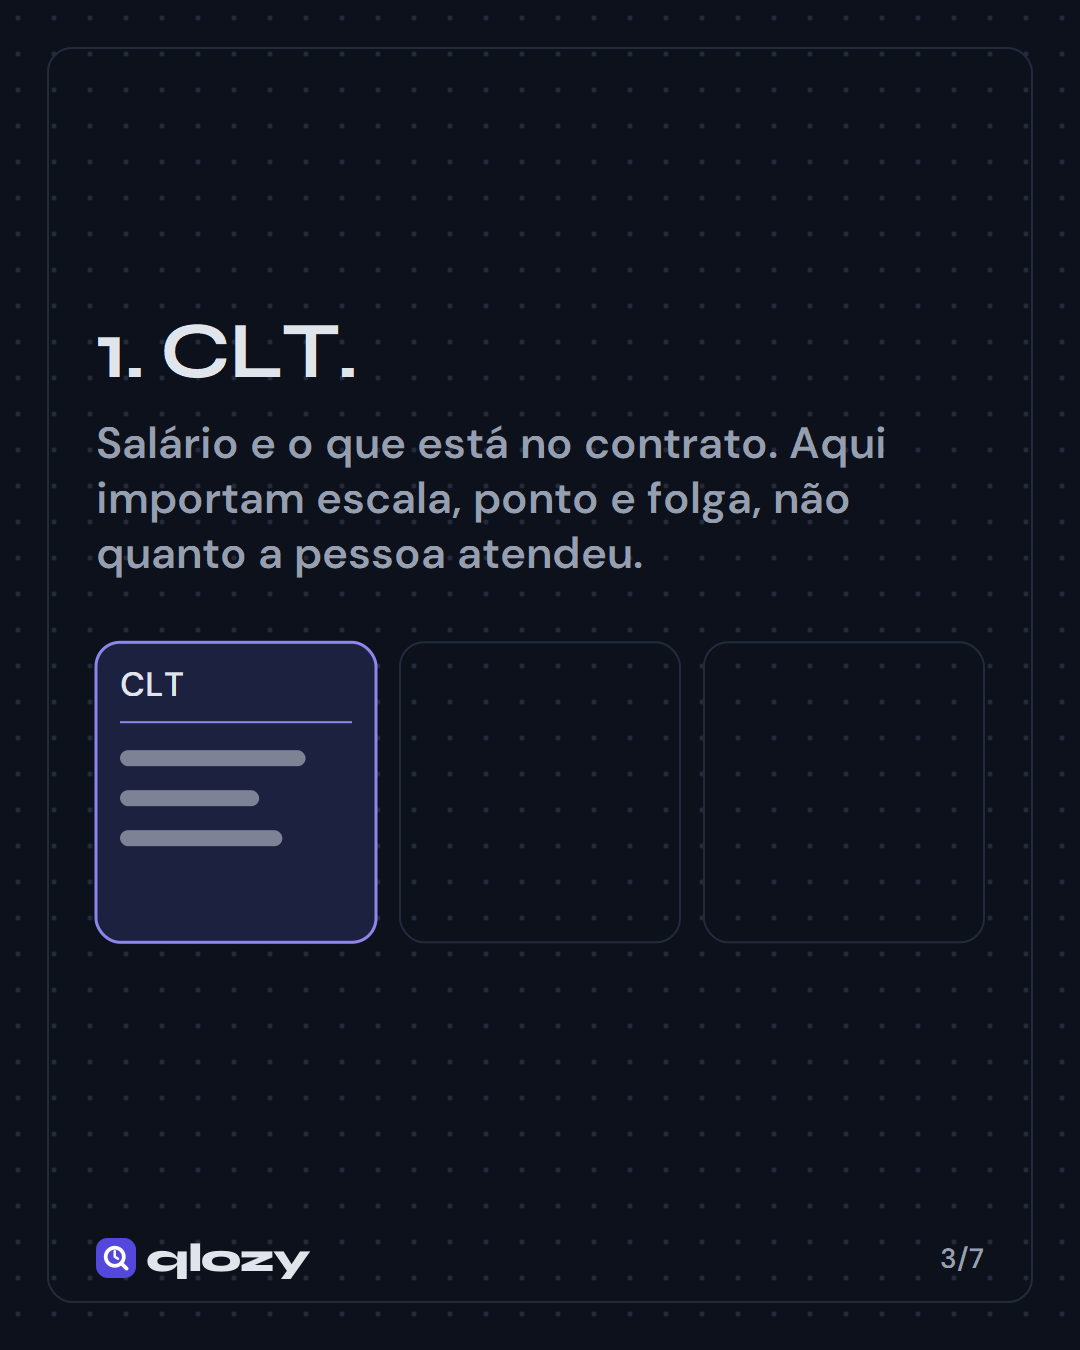 1. CLT.
Salário e o que está no contrato. Aqui
importam escala, ponto e folga, não
quanto a pessoa atendeu.
CLT
qlozy
3/7